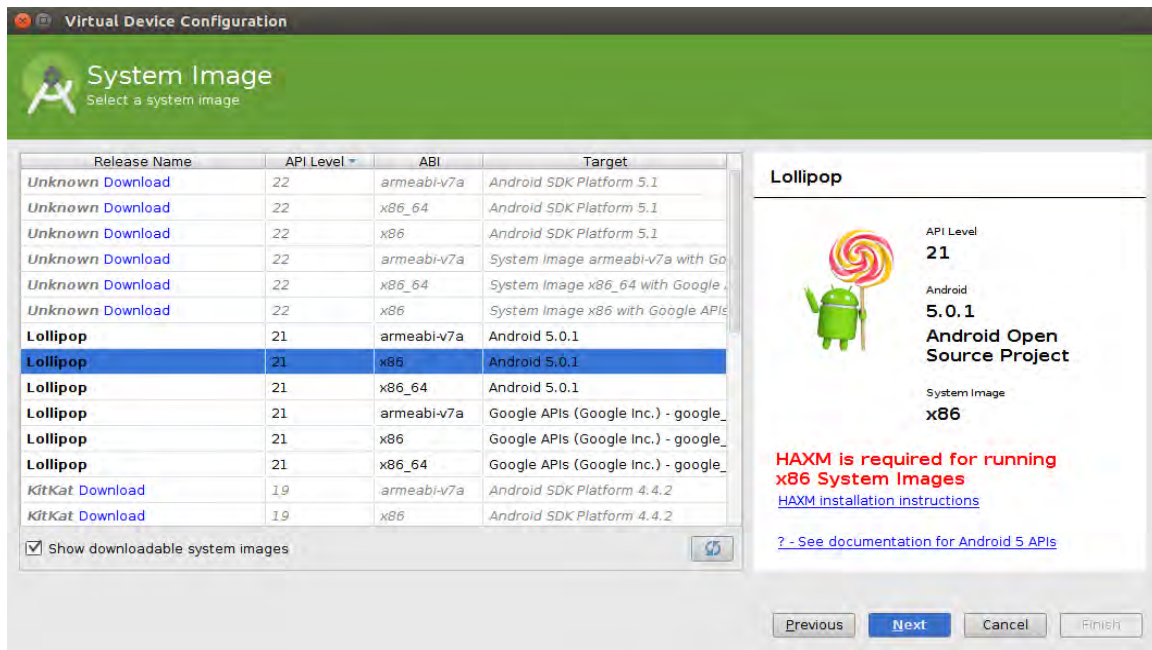 Virtual Device Configuration
System Image
Select a system image
Release Name API Level ABI Target
Unknown Download 22 armeabi-v7a Android SDK Platform 5.1
Unknown Download 22 x86_64 Android SDK Platform 5.1
Unknown Download 22 x86 Android SDK Platform 5.1
Unknown Download 22 armeabi-v7a System Image armeabi-v7a with Go
Unknown Download 22 x86_64 System Image x86_64 with Google
Unknown Download 22 x86 System Image x86 with Google APIs
Lollipop 21 armeabi-v7a Android 5.0.1
Lollipop 21 x86 Android 5.0.1
Lollipop 21 x86_64 Android 5.0.1
Lollipop 21 armeabi-v7a Google APIs (Google Inc.) - google_
Lollipop 21 x86 Google APIs (Google Inc.) - google_
Lollipop 21 x86_64 Google APIs (Google Inc.) - google_
KitKat Download 19 armeabi-v7a Android SDK Platform 4.4.2
KitKat Download 19 x86 Android SDK Platform 4.4.2
Show downloadable system images
Lollipop
API Level
21
Android
5.0.1
Android Open
Source Project
System Image
x86
HAXM is required for running
x86 System Images
HAXM installation instructions
? - See documentation for Android 5 APIs
Previous Next Cancel Finish